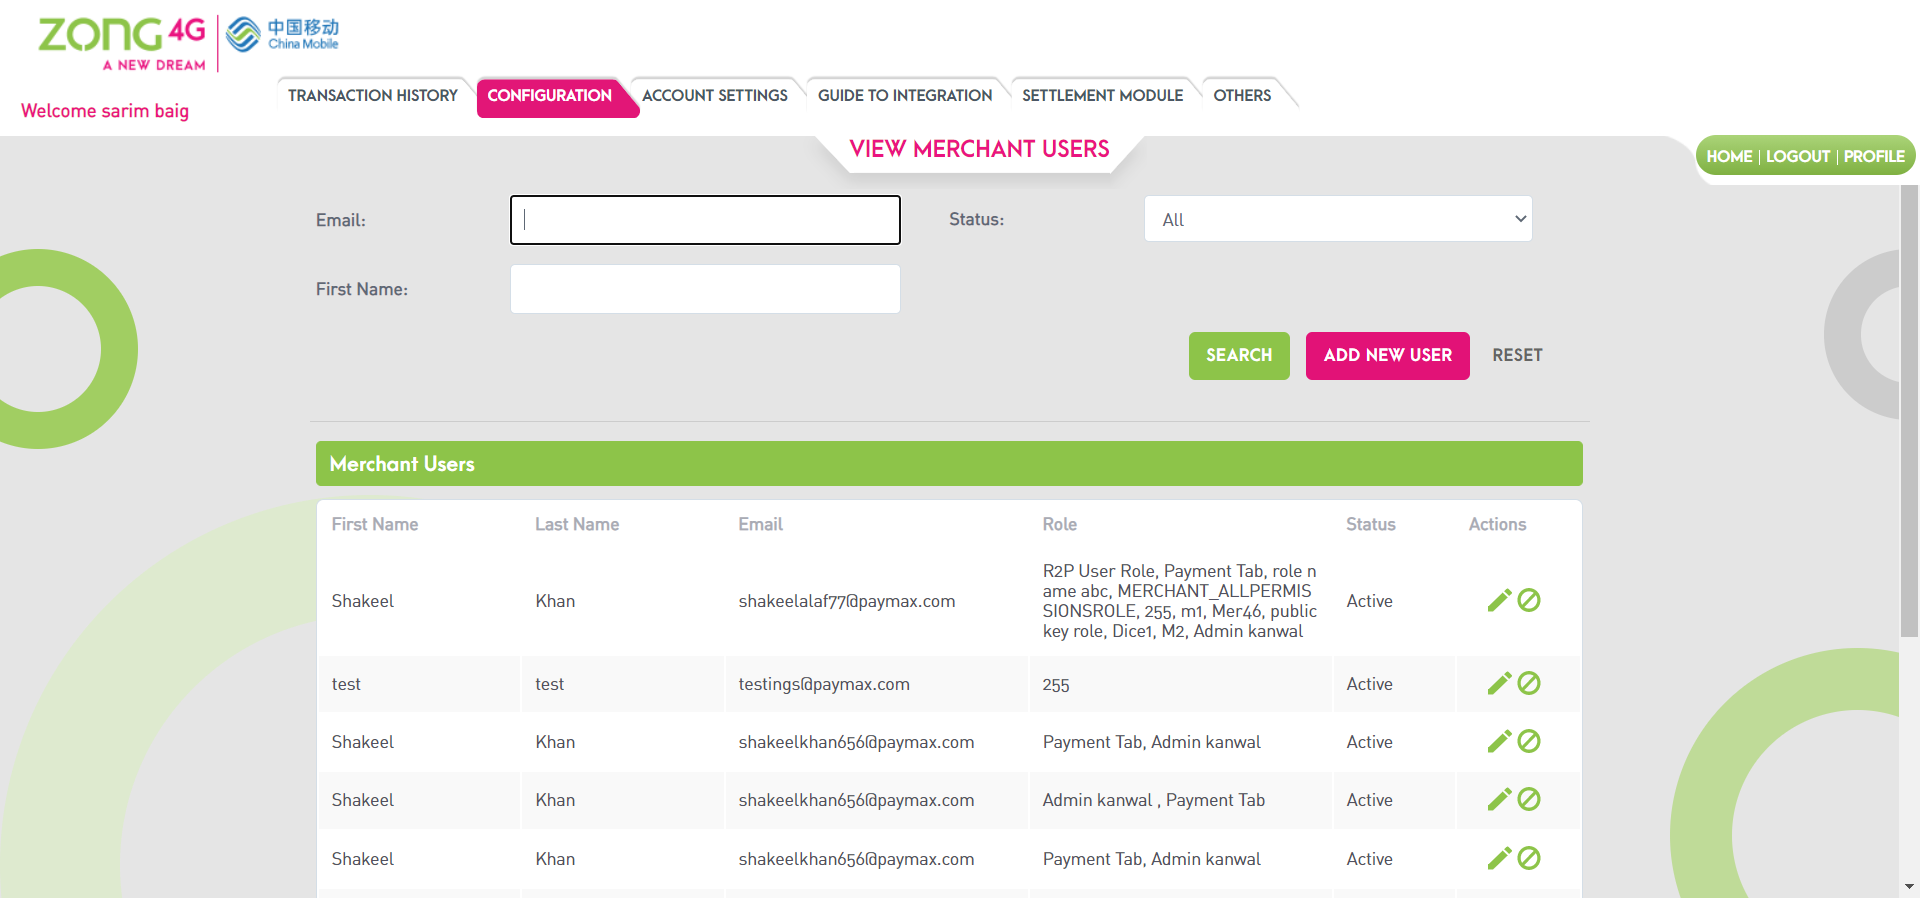 ZONG 4G
A NEW DREAM
中国移动
China Mobile
Welcome sarim baig
TRANSACTION HISTORY
CONFIGURATION
ACCOUNT SETTINGS
GUIDE TO INTEGRATION
SETTLEMENT MODULE
OTHERS
VIEW MERCHANT USERS
HOME | LOGOUT | PROFILE
Email:
Status:
All
First Name:
SEARCH
ADD NEW USER
RESET
Merchant Users
First Name Last Name Email Role Status Actions
Shakeel Khan shakeelalaf77@paymax.com
R2P User Role, Payment Tab, role n
ame abc, MERCHANT_ALLPERMIS
SIONSROLE, 255, m1, Mer46, public
key role, Dice1, M2, Admin kanwal
Active
test test testings@paymax.com 255 Active
Shakeel Khan shakeelkhan656@paymax.com Payment Tab, Admin kanwal Active
Shakeel Khan shakeelkhan656@paymax.com Admin kanwal , Payment Tab Active
Shakeel Khan shakeelkhan656@paymax.com Payment Tab, Admin kanwal Active